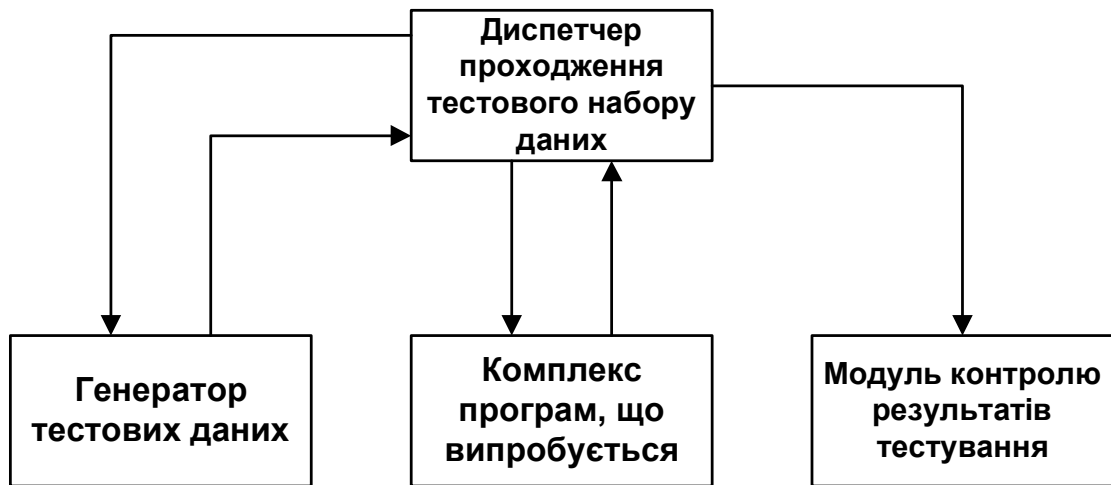 Диспетчер
проходження
тестового набору
даних
Генератор
тестових даних
Комплекс
програм, що
випробується
Модуль контролю
результатів
тестування